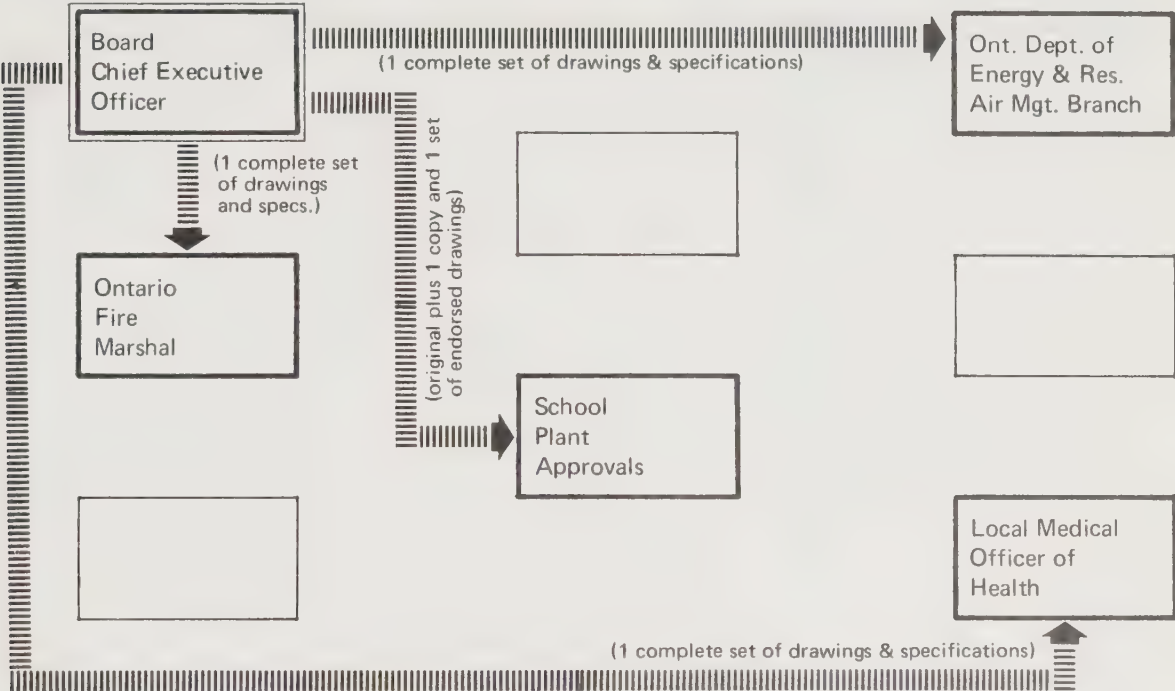 Board
Chief Executive
Officer
(1 complete set of drawings & specifications)
Ont. Dept. of
Energy & Res.
Air Mgt. Branch
(1 complete set
of drawings
and specs.)
(original plus 1 copy and 1 set
of endorsed drawings)
Ontario
Fire
Marshal
School
Plant
Approvals
Local Medical
Officer of
Health
(1 complete set of drawings & specifications)